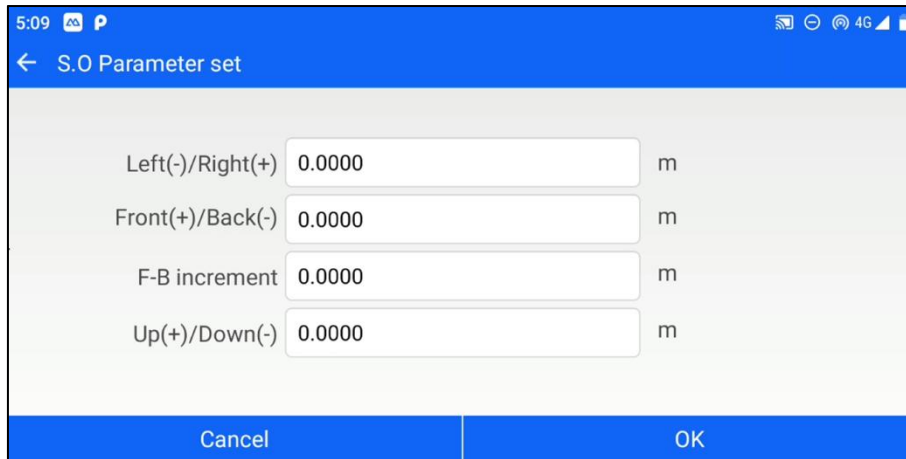 5:09 4G
S.O Parameter set
Left(-)/Right(+) 0.0000 m
Front(+)/Back(-) 0.0000 m
F-B increment 0.0000 m
Up(+)/Down(-) 0.0000 m
Cancel OK